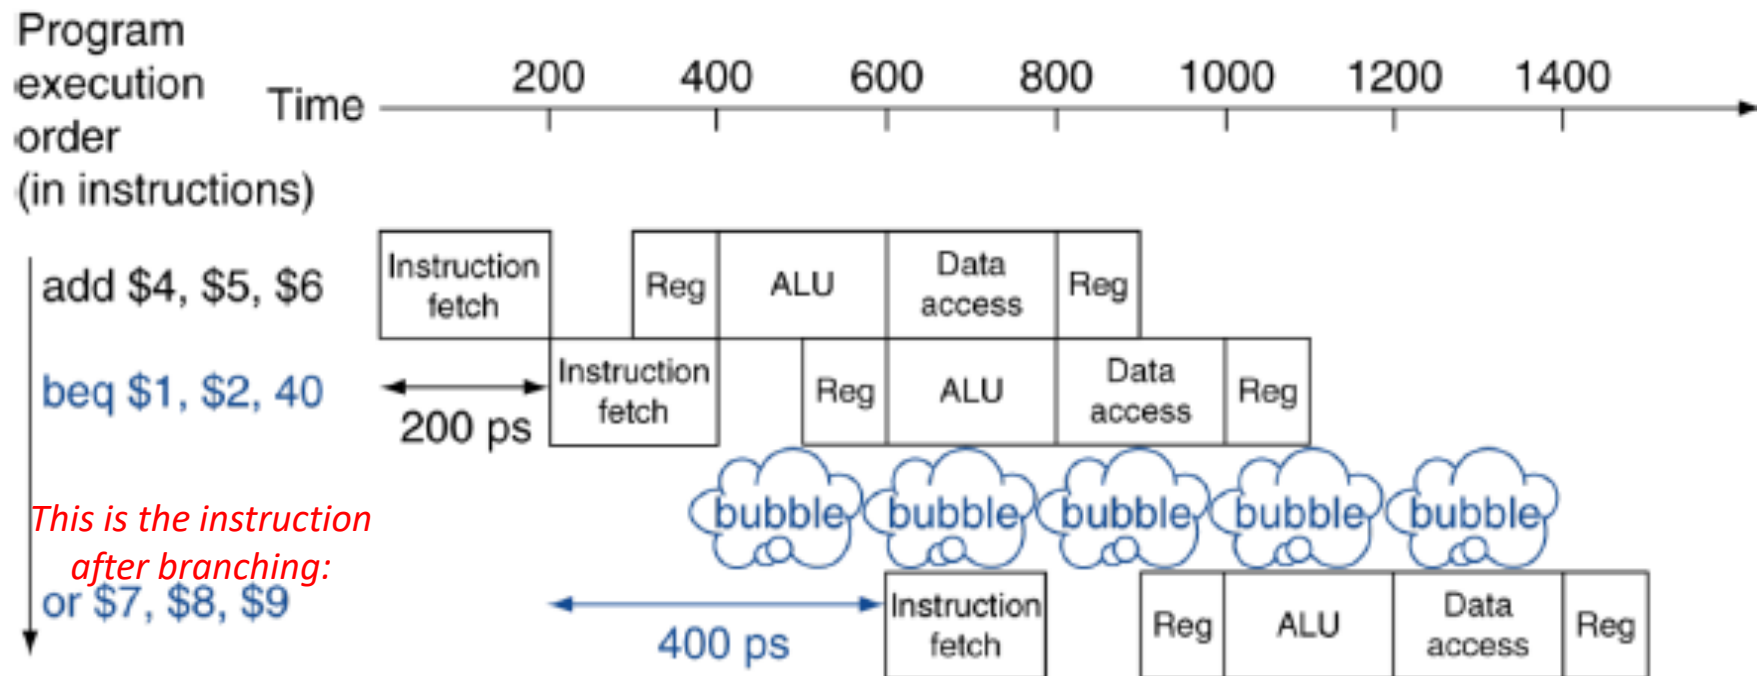 Program
execution
order
(in instructions)
Time
200 400 600 800 1000 1200 1400
add $4, $5, $6
Instruction
fetch
Reg
ALU
Data
access
Reg
beq $1, $2, 40
200 ps
Instruction
fetch
Reg
ALU
Data
access
Reg
bubble bubble bubble bubble bubble
This is the instruction
after branching:
or $7, $8, $9
400 ps
Instruction
fetch
Reg
ALU
Data
access
Reg